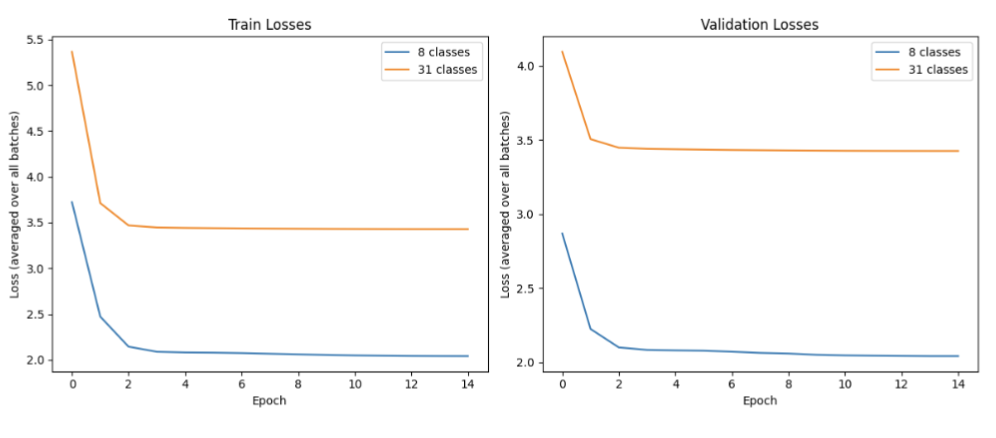 Train Losses
5.5
5.0
4.5
4.0
3.5
3.0
2.5
2.0
Loss (averaged over all batches)
0 2 4 6 8 10 12 14
Epoch
8 classes
31 classes
Validation Losses
4.0
3.5
3.0
2.5
2.0
Loss (averaged over all batches)
0 2 4 6 8 10 12 14
Epoch
8 classes
31 classes